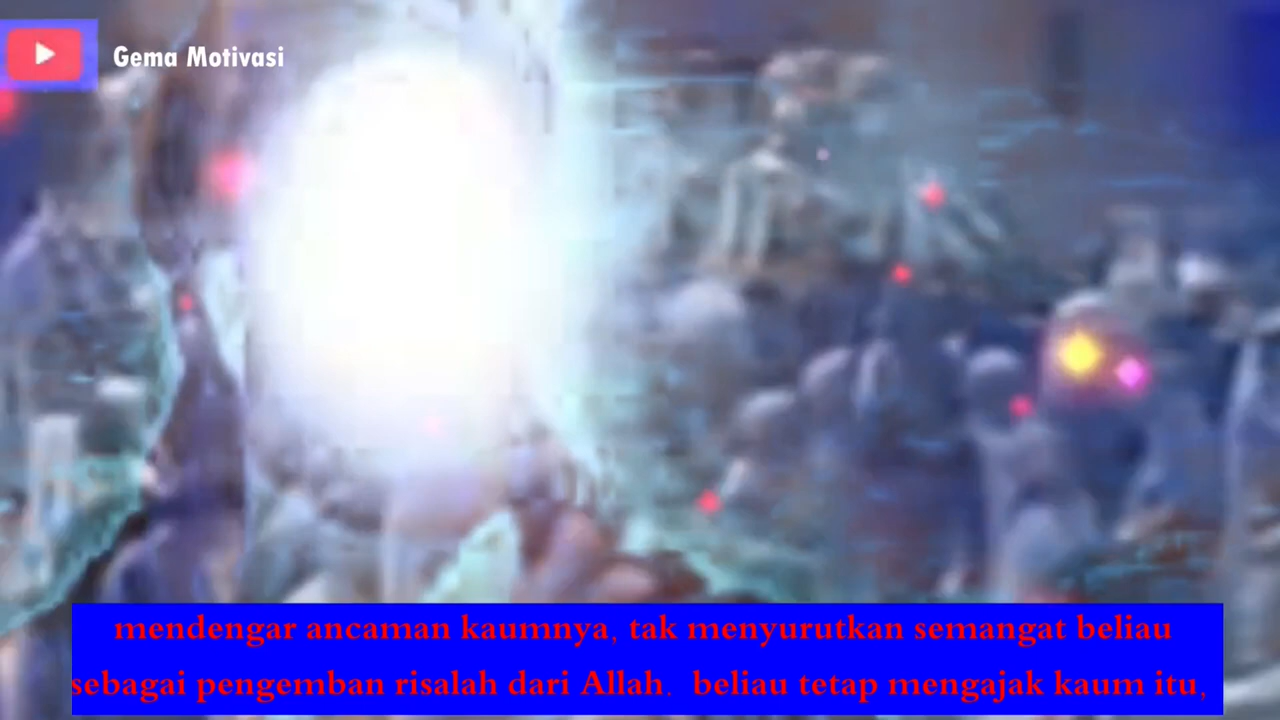 Gema Motivasi
mendengar ancaman kaumnya, tak menyurutkan semangat beliau
sebagai pengemban risalah dari Allah. beliau tetap mengajak kaum itu,